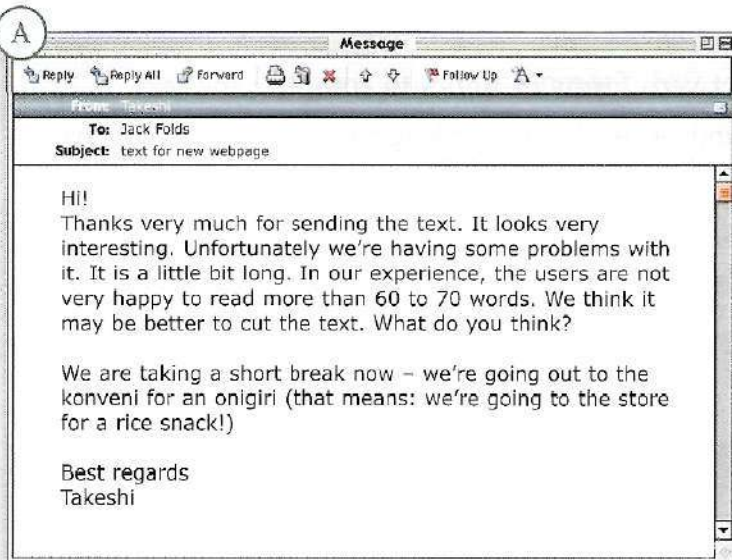 A
Message
Reply Reply All Forward Follow Up A
From: Takeshi
To: Jack Folds
Subject: text for new webpage
Hi!
Thanks very much for sending the text. It looks very
interesting. Unfortunately we're having some problems with
it. It is a little bit long. In our experience, the users are not
very happy to read more than 60 to 70 words. We think it
may be better to cut the text. What do you think?
We are taking a short break now – we're going out to the
konveni for an onigiri (that means: we're going to the store
for a rice snack!)
Best regards
Takeshi